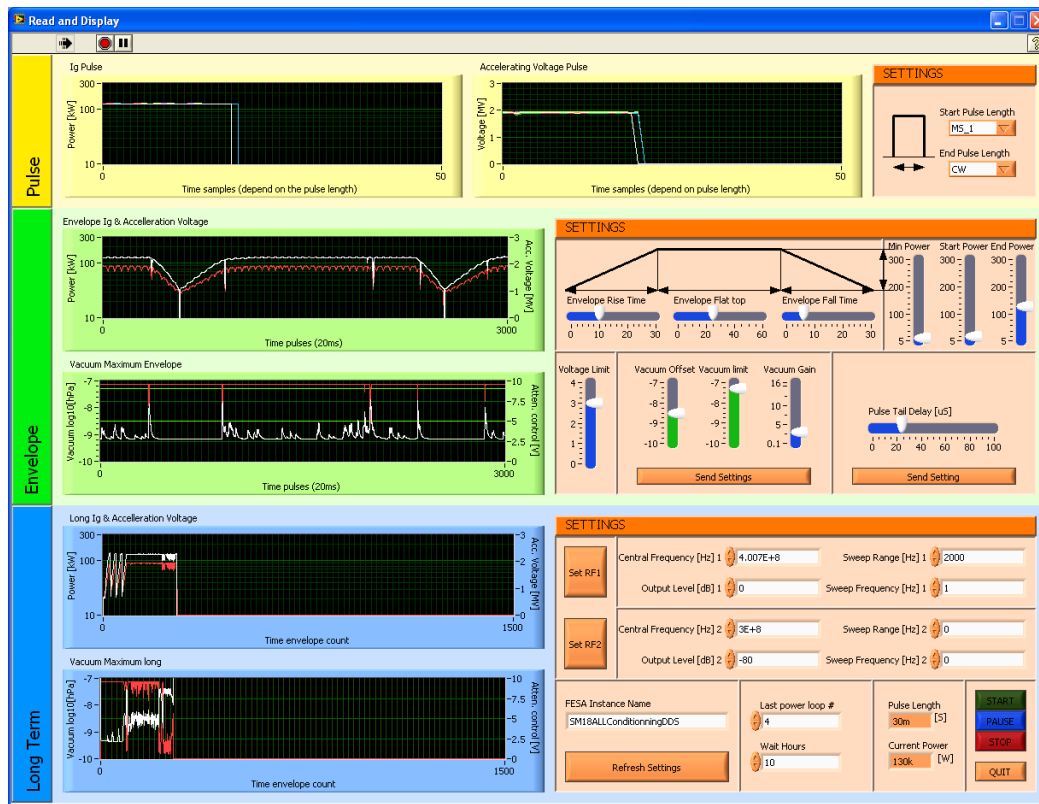 Read and Display
Pulse
Ig Pulse
Power [kW]
300
100
10
0
50
Time samples (depend on the pulse length)
Accelerating Voltage Pulse
Voltage [MV]
3
2
1
0
0
50
Time samples (depend on pulse length)
SETTINGS
Start Pulse Length
MS_1
End Pulse Length
CW
Envelope
Envelope Ig & Accelleration Voltage
Power [kW]
300
100
10
0
3000
3
2
1
0
Acc. Voltage [MV]
Time pulses (20ms)
Vacuum Maximum Envelope
Vacuum log10[hPa]
-7
-8
-9
-10
0
3000
10
7.5
5
2.5
0
Atten. control [V]
Time pulses (20ms)
SETTINGS
Envelope Rise Time
0 10 20 30
Envelope Flat top
0 20 40 60
Envelope Fall Time
0 10 20 30
Min Power Start Power End Power
300 300 300
200 200 200
100 100 100
5 5 5
Voltage Limit
4
3
2
1
0
Vacuum Offset Vacuum limit Vacuum Gain
-7 -7 16
-8 -8 10
-9 -9 5
-10 -10 0.1
Send Settings
Pulse Tail Delay [uS]
0 20 40 60 80 100
Send Setting
Long Term
Long Ig & Accelleration Voltage
Power [kW]
300
100
10
0
1500
3
2
1
0
Acc. Voltage [MV]
Time envelope count
Vacuum Maximum long
Vacuum log10[hPa]
-7
-8
-9
-10
0
1500
10
7.5
5
2.5
0
Atten. control [V]
Time envelope count
SETTINGS
Set RF1
Central Frequency [Hz] 1 4.007E+8
Sweep Range [Hz] 1 2000
Output Level [dB] 1 0
Sweep Frequency [Hz] 1 1
Set RF2
Central Frequency [Hz] 2 3E+8
Sweep Range [Hz] 2 0
Output Level [dB] 2 -80
Sweep Frequency [Hz] 2 0
FESA Instance Name
SM18ALLConditionningDDS
Refresh Settings
Last power loop #
4
Wait Hours
10
Pulse Length
30m [S]
Current Power
130k [W]
START
PAUSE
STOP
QUIT